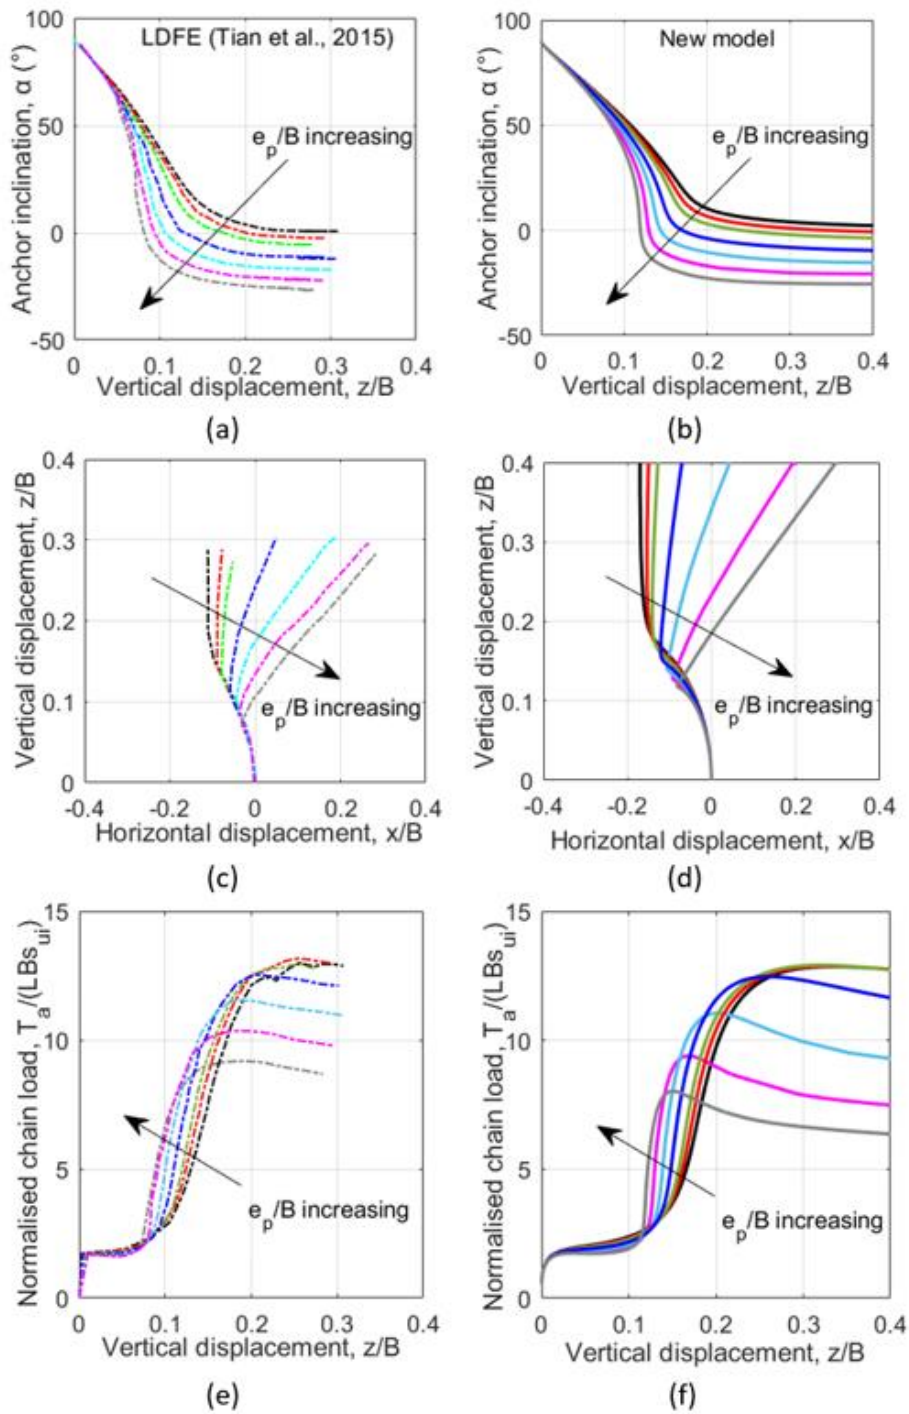 LDFE (Tian et al., 2015)
e_p/B increasing
Anchor inclination, α (°)
100
50
0
-50
0
0.1
0.2
0.3
0.4
Vertical displacement, z/B
(a)
New model
e_p/B increasing
Anchor inclination, α (°)
100
50
0
-50
0
0.1
0.2
0.3
0.4
Vertical displacement, z/B
(b)
Vertical displacement, z/B
0.4
0.3
0.2
0.1
0
e_p/B increasing
-0.4
-0.2
0
0.2
0.4
Horizontal displacement, x/B
(c)
Vertical displacement, z/B
0.4
0.3
0.2
0.1
0
e_p/B increasing
-0.4
-0.2
0
0.2
0.4
Horizontal displacement, x/B
(d)
Normalised chain load, T_a/(LBs_ui)
15
10
5
0
e_p/B increasing
0
0.1
0.2
0.3
0.4
Vertical displacement, z/B
(e)
Normalised chain load, T_a/(LBs_ui)
15
10
5
0
e_p/B increasing
0
0.1
0.2
0.3
0.4
Vertical displacement, z/B
(f)